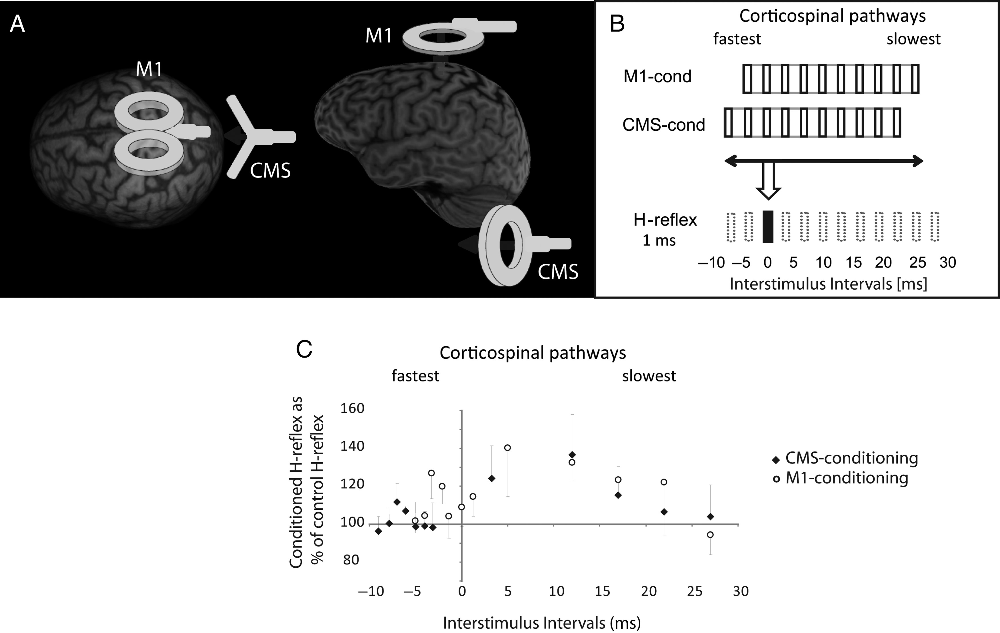 A
M1
CMS
M1
CMS
B
Corticospinal pathways
fastest slowest
M1-cond
CMS-cond
H-reflex
1 ms
–10 –5 0 5 10 15 20 25 30
Interstimulus Intervals [ms]
C
Corticospinal pathways
fastest slowest
Conditioned H-reflex as
% of control H-reflex
160
140
120
100
80
–10 –5 0 5 10 15 20 25 30
Interstimulus Intervals (ms)
CMS-conditioning
M1-conditioning